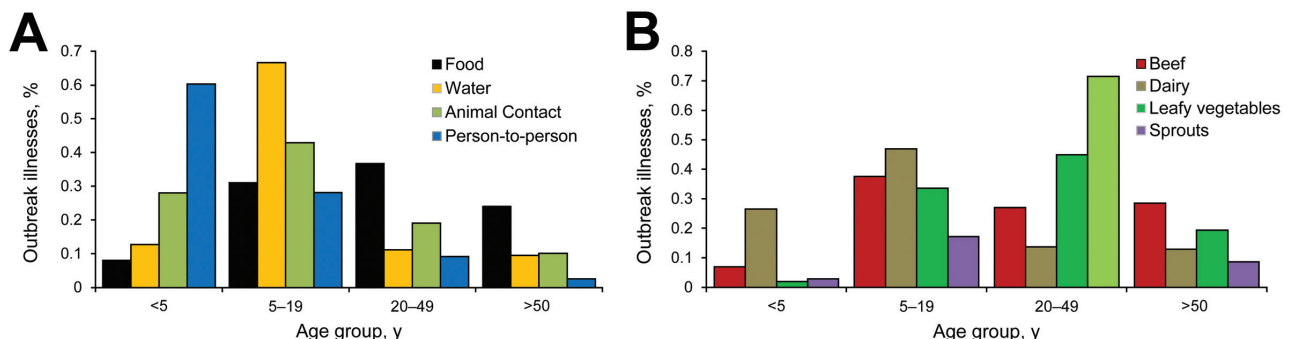 A
Outbreak illnesses, %
0.7
0.6
0.5
0.4
0.3
0.2
0.1
0
Food
Water
Animal Contact
Person-to-person
<5
5–19
20–49
>50
Age group, y
B
Outbreak illnesses, %
0.8
0.7
0.6
0.5
0.4
0.3
0.2
0.1
0
Beef
Dairy
Leafy vegetables
Sprouts
<5
5–19
20–49
>50
Age group, y